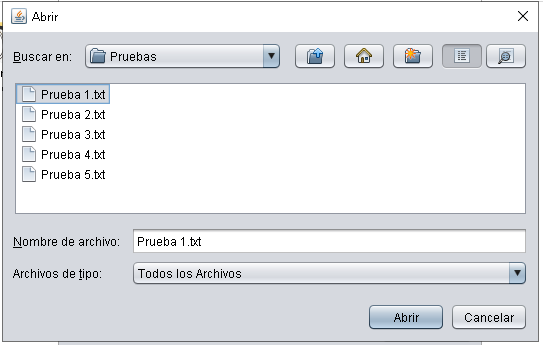 Abrir
Buscar en: Pruebas
Prueba 1.txt
Prueba 2.txt
Prueba 3.txt
Prueba 4.txt
Prueba 5.txt
Nombre de archivo: Prueba 1.txt
Archivos de tipo: Todos los Archivos
Abrir Cancelar